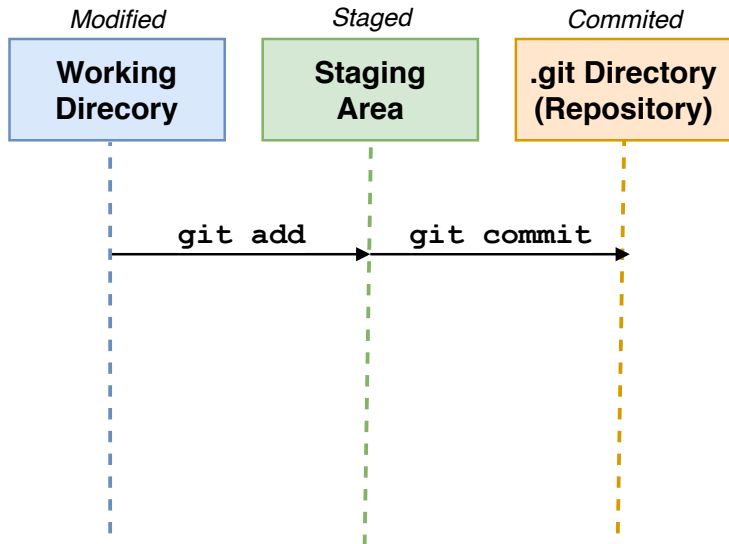 Modified
Staged
Commited
Working
Direcory
Staging
Area
.git Directory
(Repository)
git add
git commit